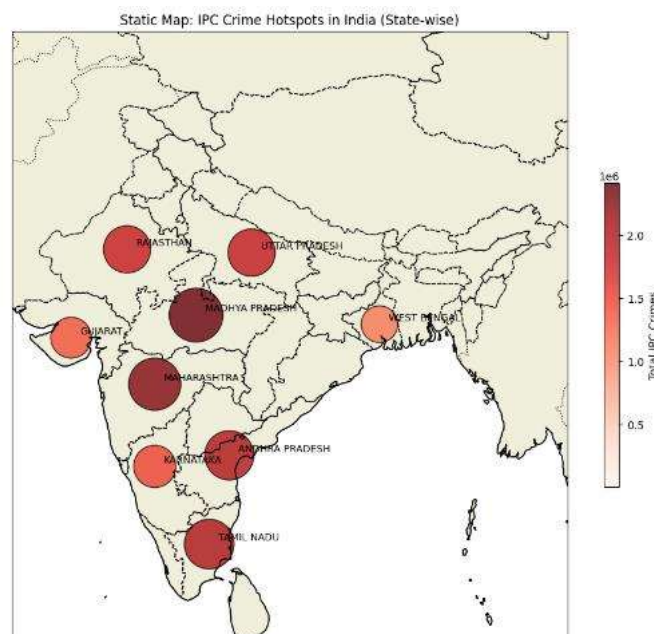 Static Map: IPC Crime Hotspots in India (State-wise)
1e6
RAJASTHAN
UTTAR PRADESH
2.0
MADHYA PRADESH
WEST BENGAL
GUJARAT
1.5
Total IPC Crimes
MAHARASHTRA
1.0
ANDHRA PRADESH
KARNATAKA
0.5
TAMIL NADU